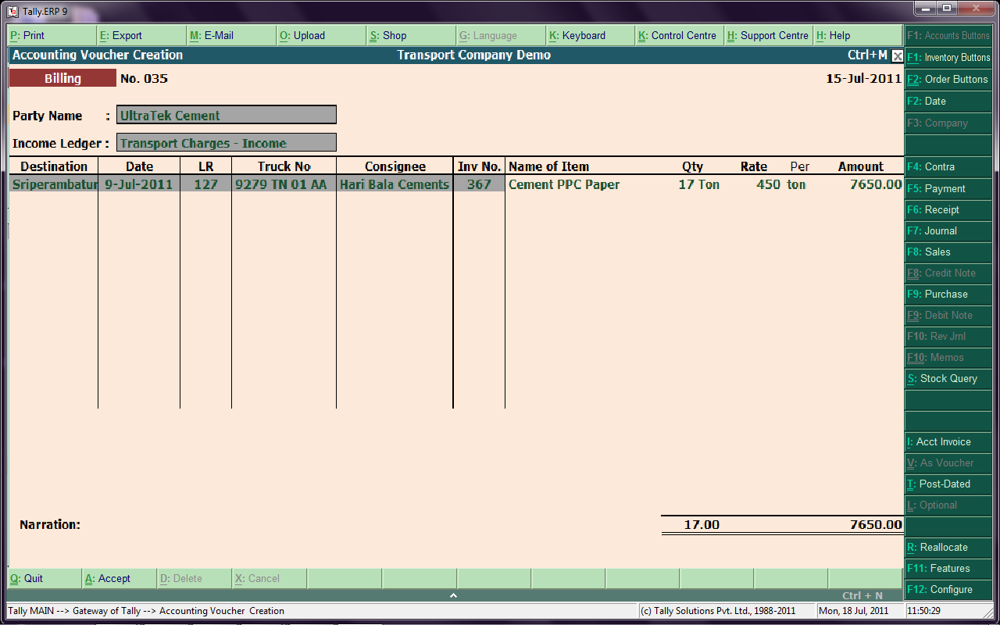 Tally.ERP 9
P: Print E: Export M: E-Mail O: Upload S: Shop G: Language K: Keyboard K: Control Centre H: Support Centre H: Help F1: Accounts Buttons
Accounting Voucher Creation Transport Company Demo Ctrl+M X F1: Inventory Buttons
Billing No. 035 15-Jul-2011 F2: Order Buttons
F2: Date
Party Name : UltraTek Cement F3: Company
Income Ledger : Transport Charges - Income
Destination Date LR Truck No Consignee Inv No. Name of Item Qty Rate Per Amount F4: Contra
Sriperambatur 9-Jul-2011 127 9279 TN 01 AA Hari Bala Cements 367 Cement PPC Paper 17 Ton 450 ton 7650.00 F5: Payment
F6: Receipt
F7: Journal
F8: Sales
F8: Credit Note
F9: Purchase
F9: Debit Note
F10: Rev Jrnl
F10: Memos
S: Stock Query
I: Acct Invoice
V: As Voucher
T: Post-Dated
L: Optional
Narration: 17.00 7650.00
R: Reallocate
F11: Features
Q: Quit A: Accept D: Delete X: Cancel F12: Configure
Ctrl + N
Tally MAIN --> Gateway of Tally --> Accounting Voucher Creation (c) Tally Solutions Pvt. Ltd., 1988-2011 Mon, 18 Jul, 2011 11:50:29